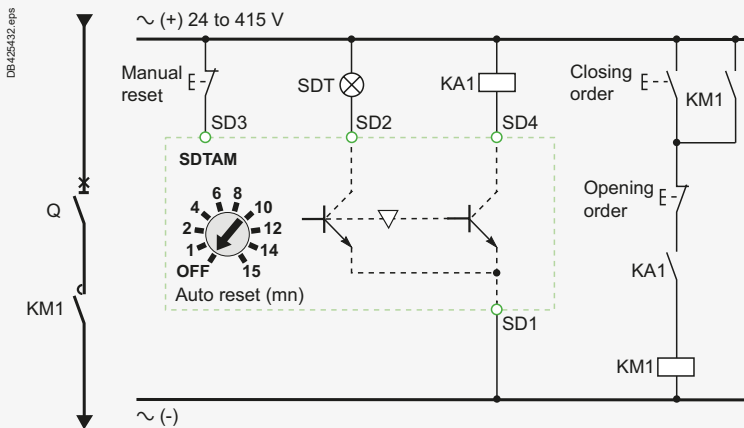 DB425432.eps
∼ (+) 24 to 415 V
Manual
reset
SDT
KA1
Closing
order
KM1
SD3
SD2
SD4
SDTAM
Q
6
8
4
10
2
12
1
14
OFF
15
Auto reset (mn)
Opening
order
KA1
KM1
SD1
KM1
∼ (-)